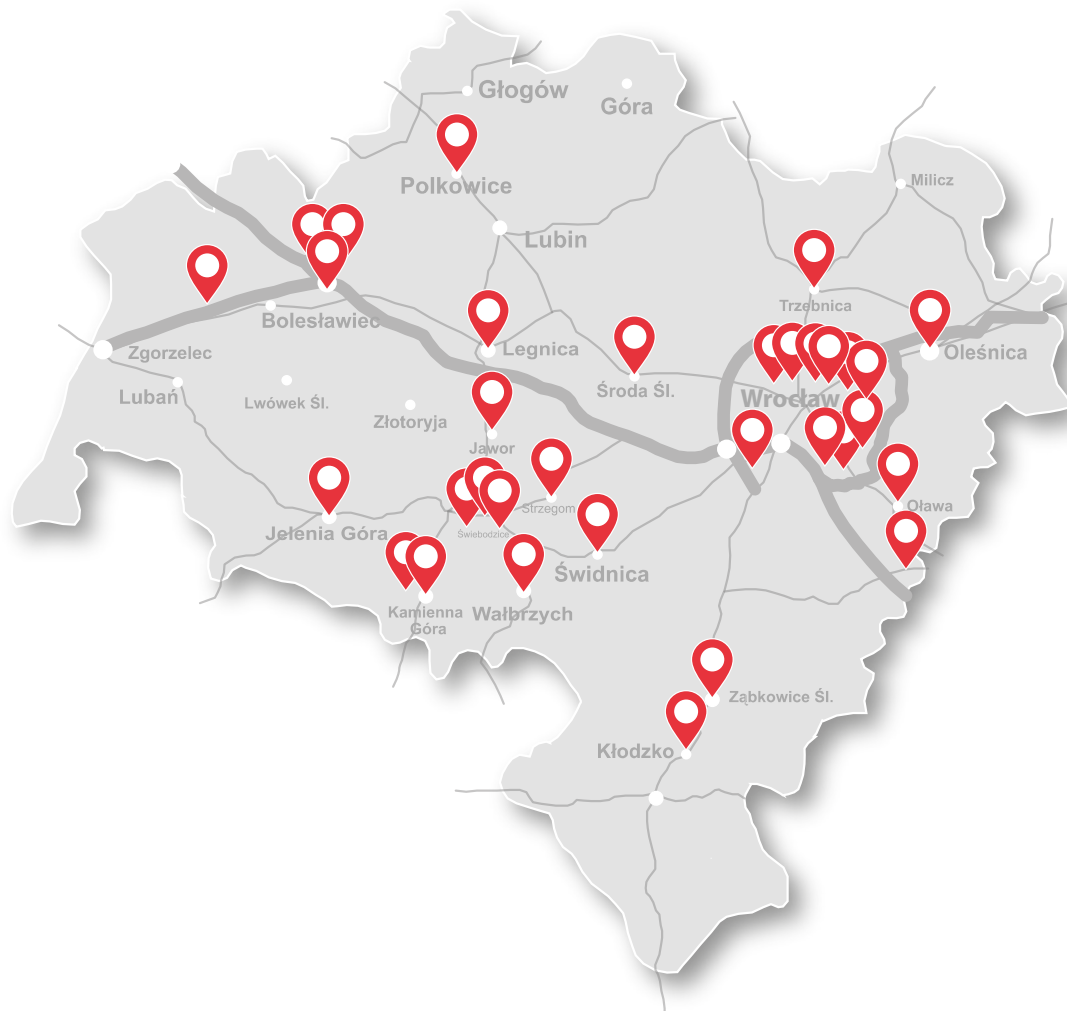 Głogów
Góra
Polkowice
Milicz
Lubin
Trzebnica
Bolesławiec
Zgorzelec
Legnica
Oleśnica
Lubań
Środa Śl.
Lwówek Śl.
Wrocław
Złotoryja
Jawor
Strzegom
Oława
Jelenia Góra
Świebodzice
Świdnica
Kamienna
Góra
Wałbrzych
Ząbkowice Śl.
Kłodzko